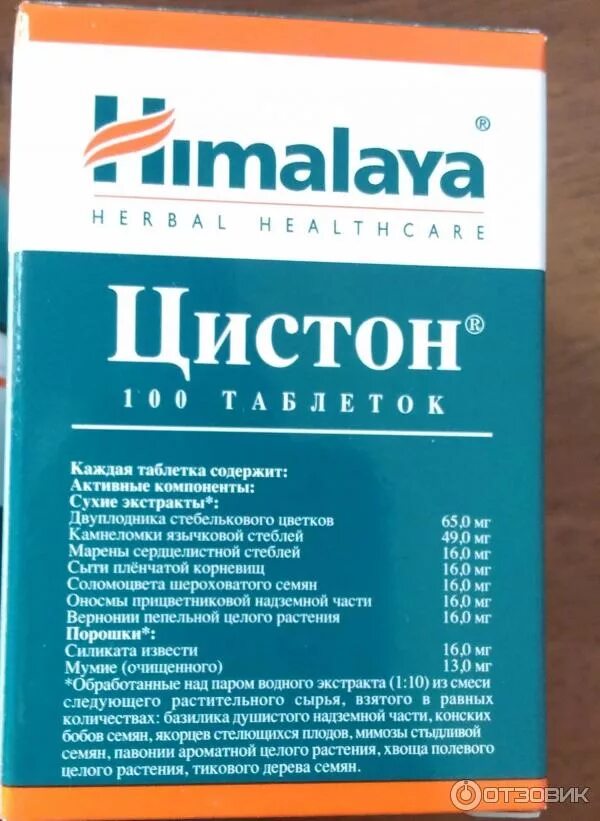 Himalaya®
HERBAL HEALTHCARE
Цистон®
100 ТАБЛЕТОК
Каждая таблетка содержит:
Активные компоненты:
Сухие экстракты*:
Двуплодника стебелькового цветков 65,0 мг
Камнеломки язычковой стеблей 49,0 мг
Марены сердцелистной стеблей 16,0 мг
Сыти плёнчатой корневищ 16,0 мг
Соломоцвета шероховатого семян 16,0 мг
Оносмы прицветниковой надземной части 16,0 мг
Вернонии пепельной целого растения 16,0 мг
Порошки*:
Силиката извести 16,0 мг
Мумие (очищенного) 13,0 мг
*Обработанные над паром водного экстракта (1:10) из смеси
следующего растительного сырья, взятого в равных
количествах: базилика душистого надземной части, конских
бобов семян, якорцев стелющихся плодов, мимозы стыдливой
семян, павонии ароматной целого растения, хвоща полевого
целого растения, тикового дерева семян.
ОТЗОВИК